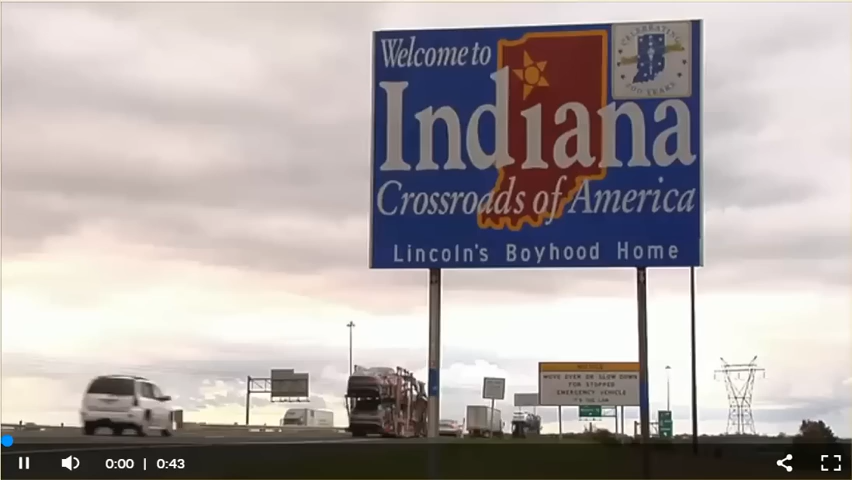 Welcome to
CELEBRATING
200 YEARS
Indiana
Crossroads of America
Lincoln's Boyhood Home
MOVE OVER OR SLOW DOWN
FOR STOPPED
EMERGENCY VEHICLE
0:00 | 0:43